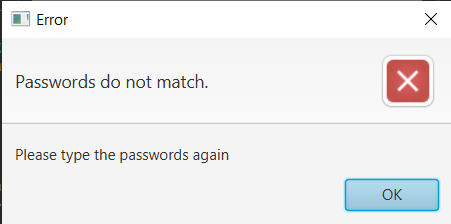 Error
Passwords do not match.
Please type the passwords again
OK